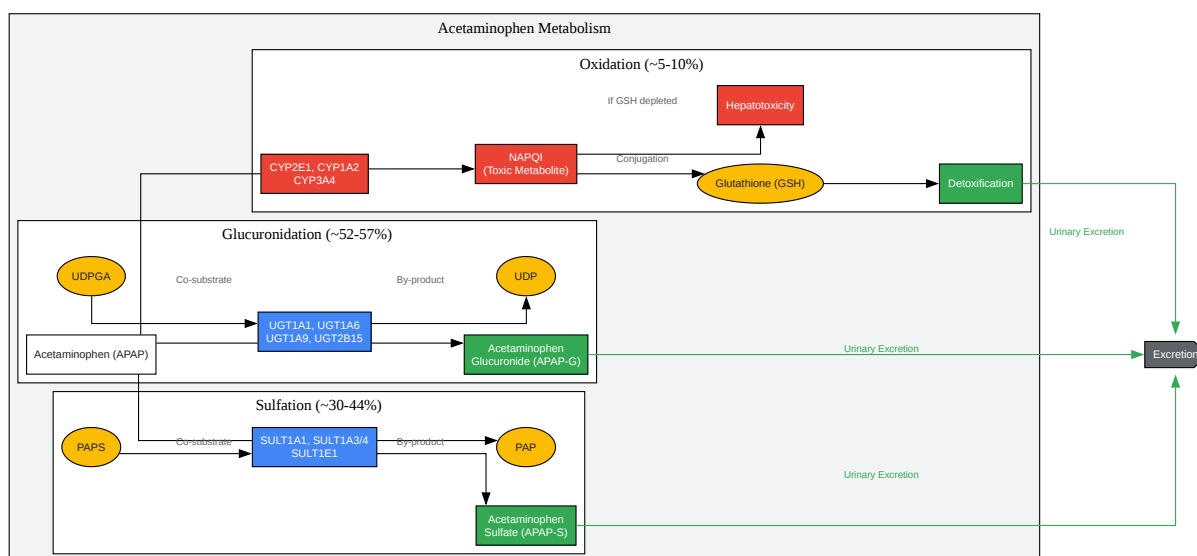 Acetaminophen Metabolism
Oxidation (~5-10%)
If GSH depleted
Hepatotoxicity
CYP2E1, CYP1A2
CYP3A4
NAPQI
(Toxic Metabolite)
Conjugation
Glutathione (GSH)
Detoxification
Urinary Excretion
Glucuronidation (~52-57%)
UDPGA
Co-substrate
By-product
UDP
UGT1A1, UGT1A6
UGT1A9, UGT2B15
Acetaminophen (APAP)
Acetaminophen
Glucuronide (APAP-G)
Urinary Excretion
Excretion
Sulfation (~30-44%)
PAPS
Co-substrate
SULT1A1, SULT1A3/4
SULT1E1
By-product
PAP
Urinary Excretion
Acetaminophen
Sulfate (APAP-S)